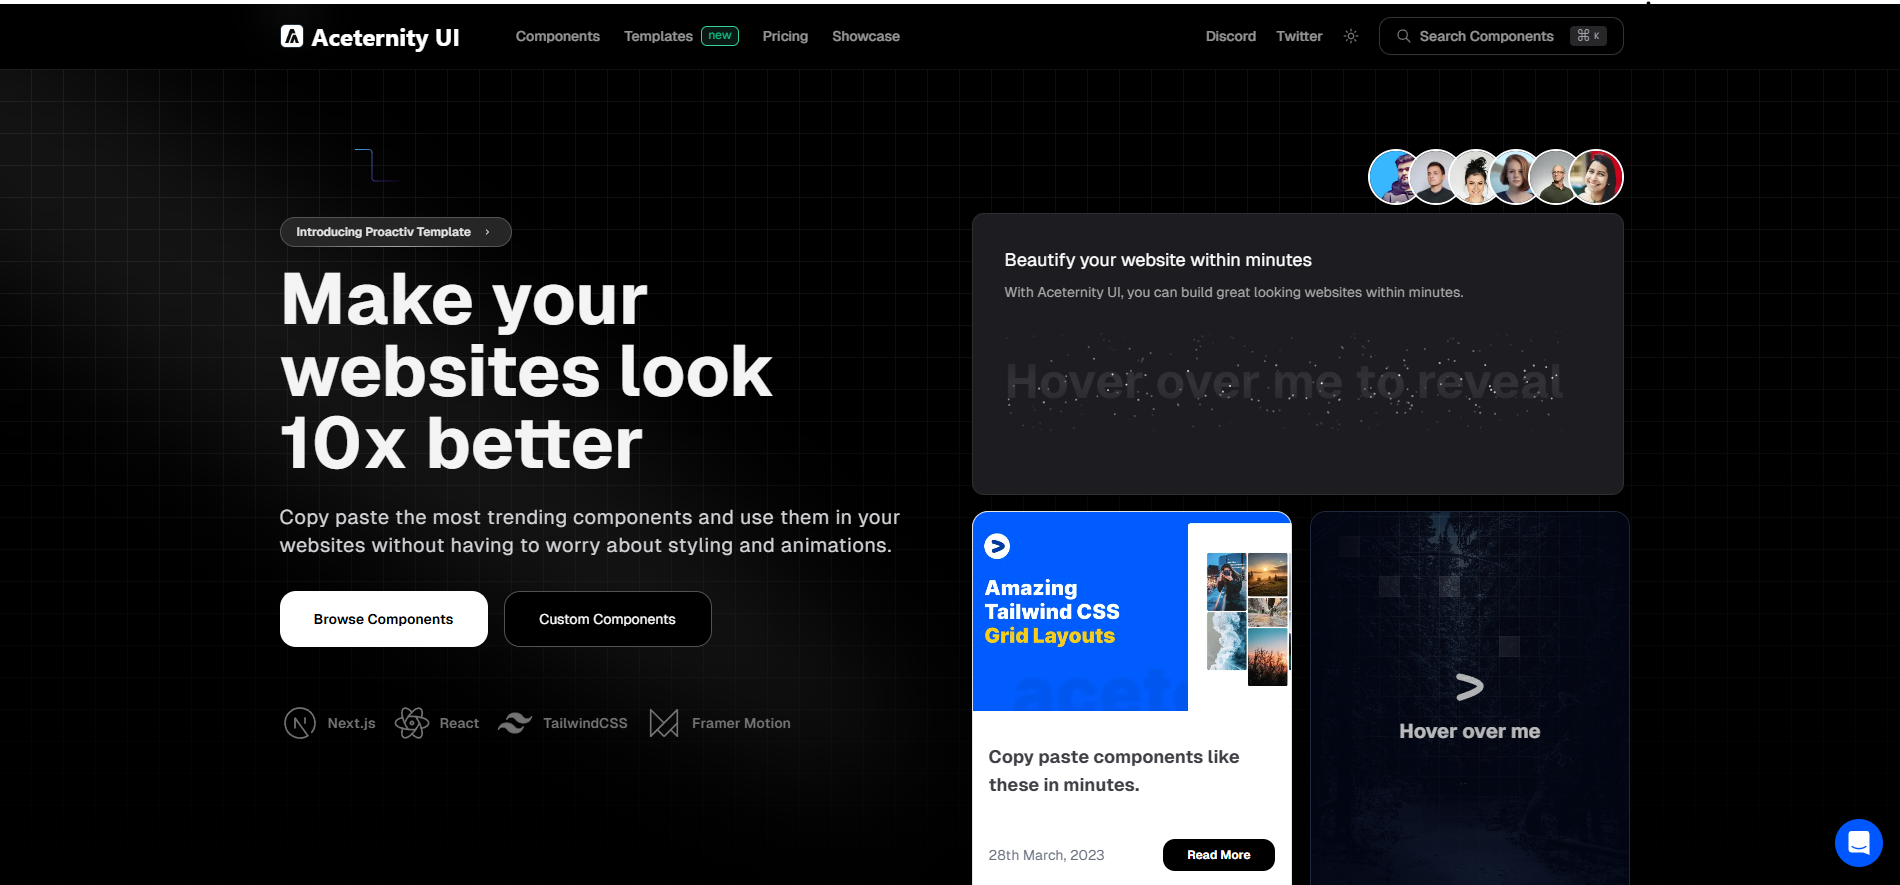 Aceternity UI
Components
Templates
new
Pricing
Showcase
Discord
Twitter
Search Components
⌘ K
Introducing Proactiv Template
Make your
websites look
10x better
Copy paste the most trending components and use them in your
websites without having to worry about styling and animations.
Browse Components
Custom Components
Next.js
React
TailwindCSS
Framer Motion
Beautify your website within minutes
With Aceternity UI, you can build great looking websites within minutes.
Hover over me to reveal
Amazing
Tailwind CSS
Grid Layouts
Copy paste components like
these in minutes.
28th March, 2023
Read More
Hover over me